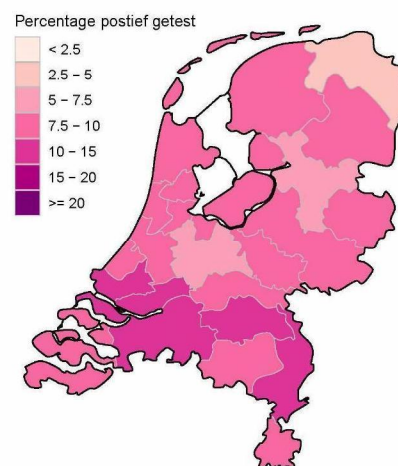 Percentage postief getest
< 2.5
2.5 – 5
5 – 7.5
7.5 – 10
10 – 15
15 – 20
>= 20